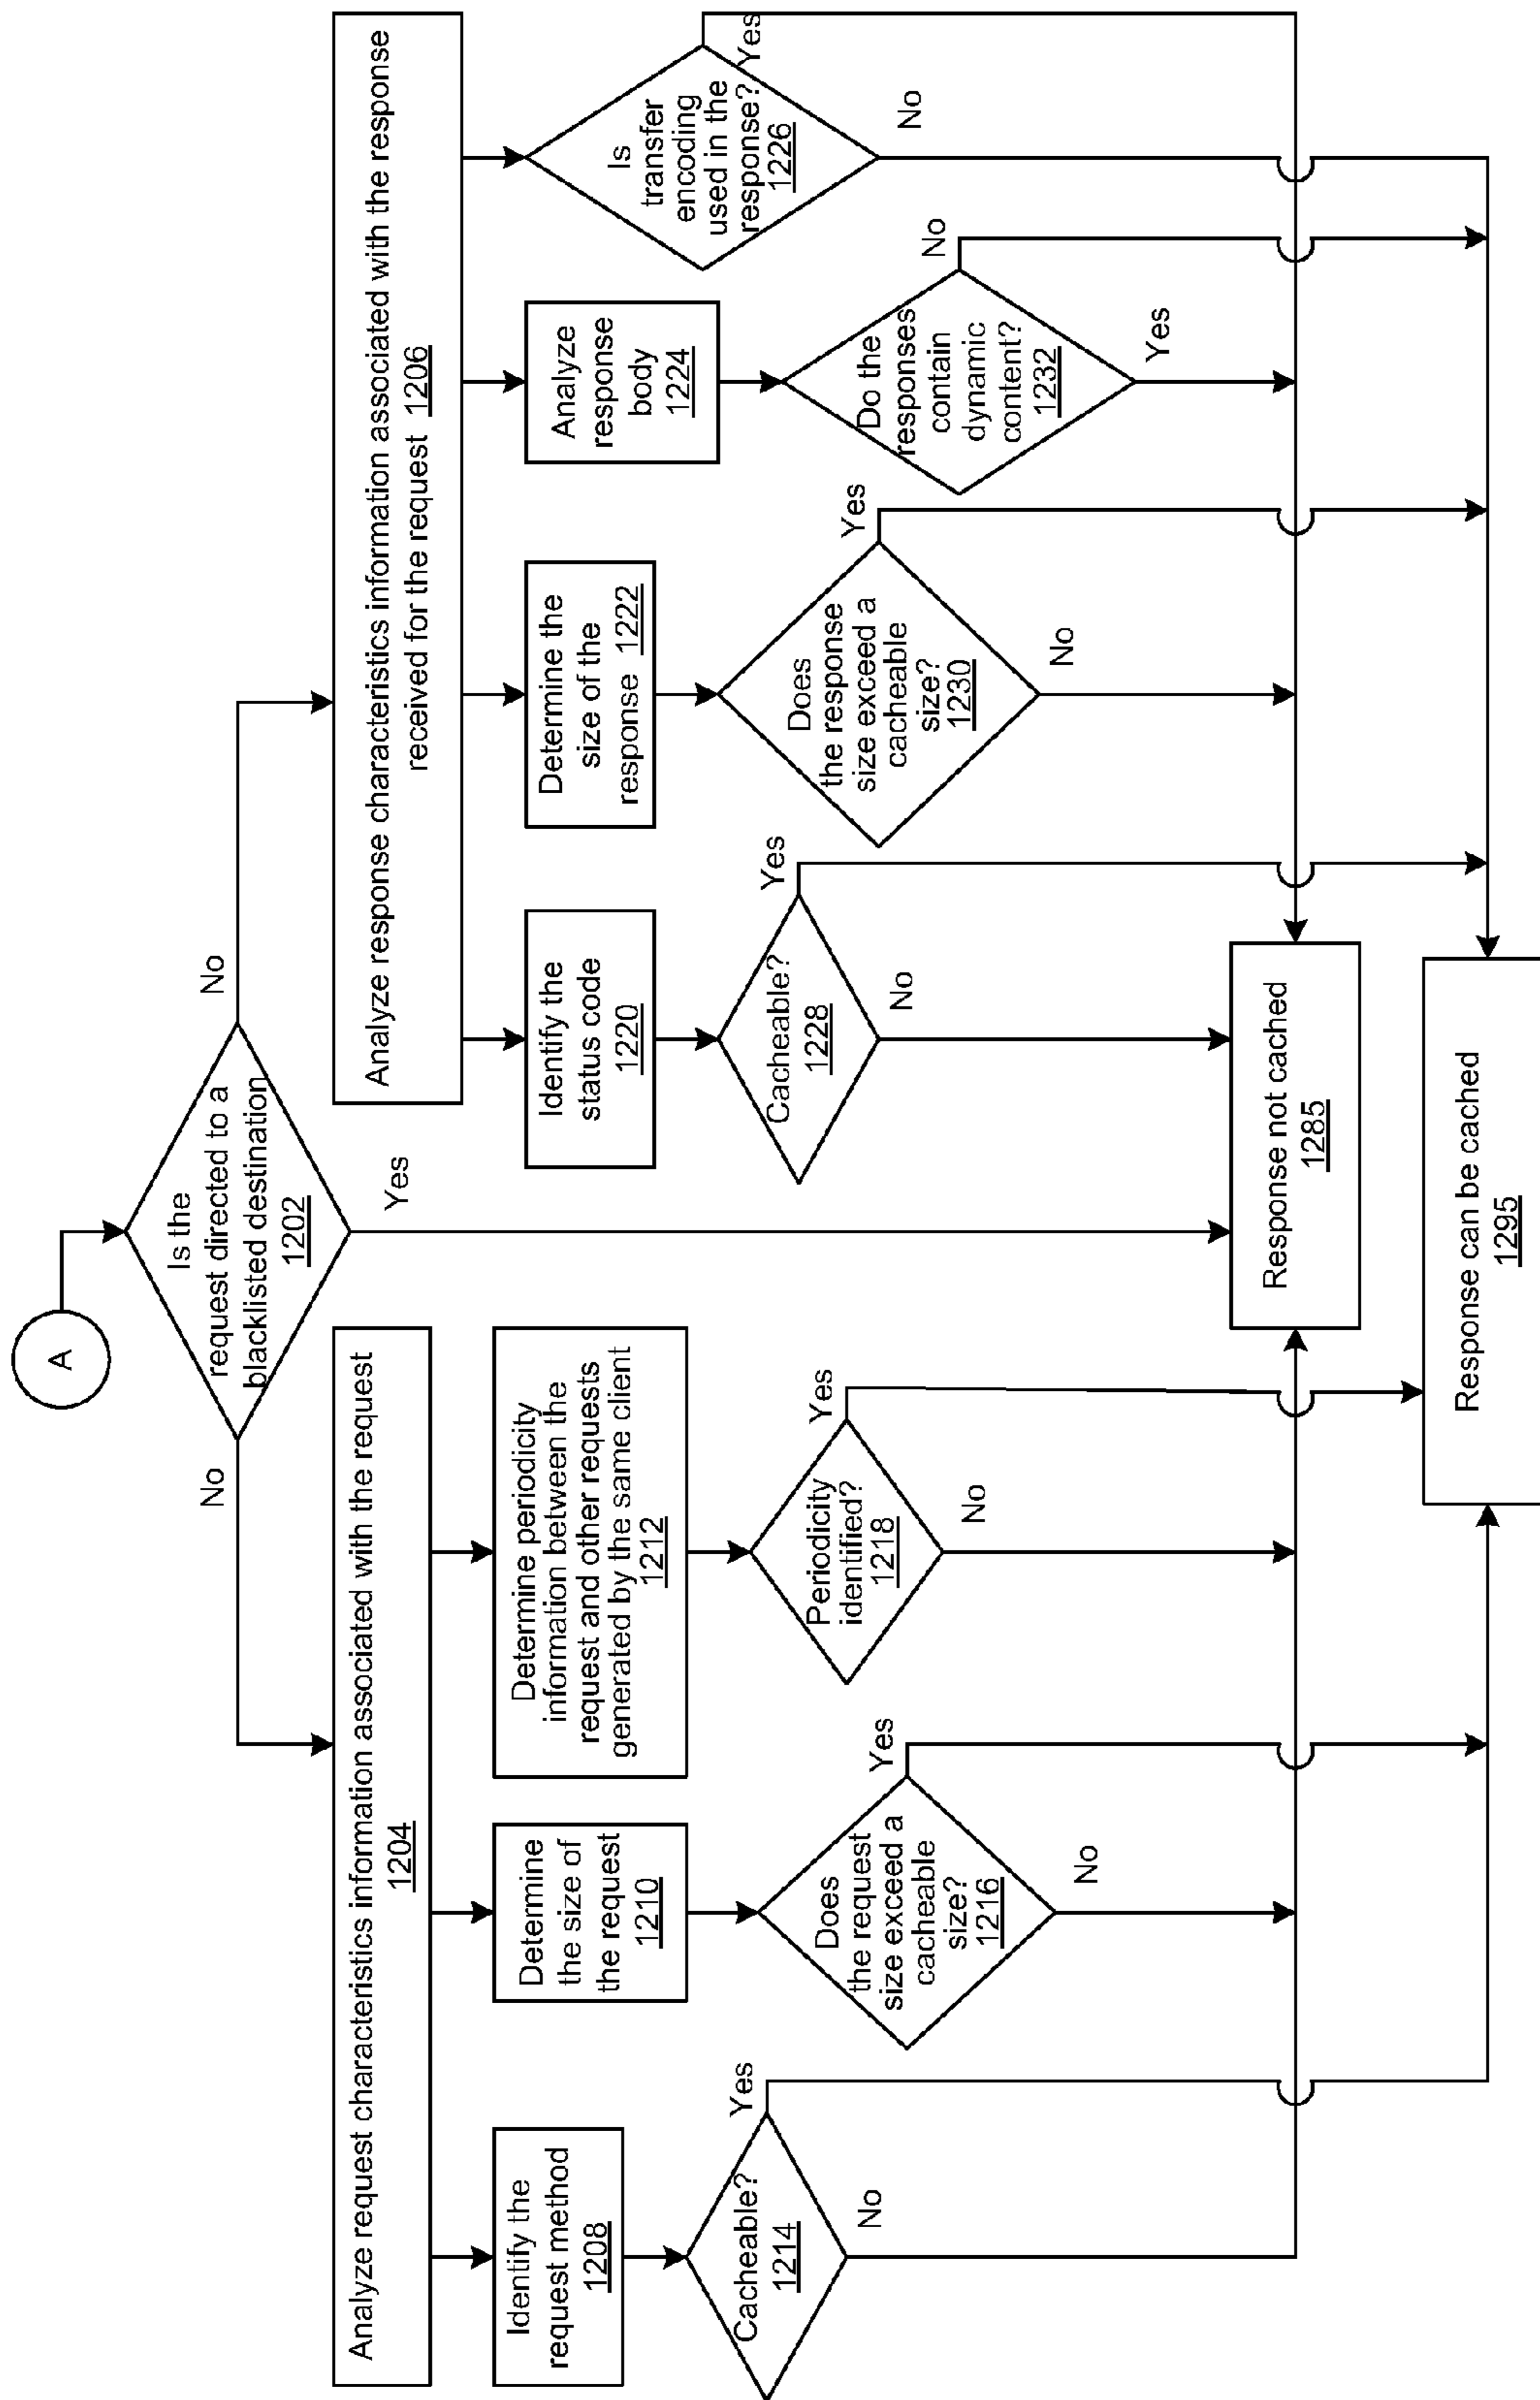 A
Is the
request directed to a
blacklisted destination
1202
No
No
Yes
Analyze request characteristics information associated with the request
1204
Analyze response characteristics information associated with the response
received for the request 1206
Identify the
request method
1208
Determine
the size of
the request
1210
Determine periodicity
information between the
request and other requests
generated by the same client
1212
Identify the
status code
1220
Determine the
size of the
response 1222
Analyze
response
body
1224
Is
transfer
encoding
used in the
response?
1226
Yes
No
Cacheable?
1214
Yes
No
Does
the request
size exceed a
cacheable
size?
1216
Yes
No
Periodicity
identified?
1218
Yes
No
Cacheable?
1228
Yes
No
Does
the response
size exceed a
cacheable
size?
1230
Yes
No
Do the
responses
contain
dynamic
content?
1232
No
Yes
Response not cached
1285
Response can be cached
1295